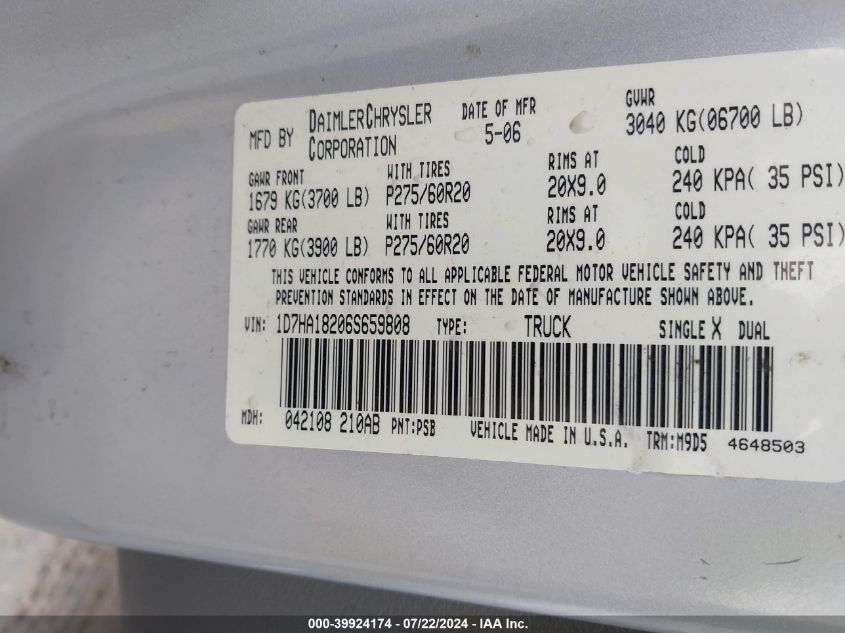 MFD BY DAIMLERCHRYSLER CORPORATION DATE OF MFR 5-06 GVWR 3040 KG(06700 LB)
GAWR FRONT WITH TIRES RIMS AT COLD
1679 KG(3700 LB) P275/60R20 20X9.0 240 KPA( 35 PSI)
GAWR REAR WITH TIRES RIMS AT COLD
1770 KG(3900 LB) P275/60R20 20X9.0 240 KPA( 35 PSI)
THIS VEHICLE CONFORMS TO ALL APPLICABLE FEDERAL MOTOR VEHICLE SAFETY AND THEFT
PREVENTION STANDARDS IN EFFECT ON THE DATE OF MANUFACTURE SHOWN ABOVE.
VIN: 1D7HA18206S659808 TYPE: TRUCK SINGLE X DUAL
MDH: 042108 210AB PNT:PSB VEHICLE MADE IN U.S.A. TRM:M9D5 4648503
000-39924174 - 07/22/2024 - IAA Inc.